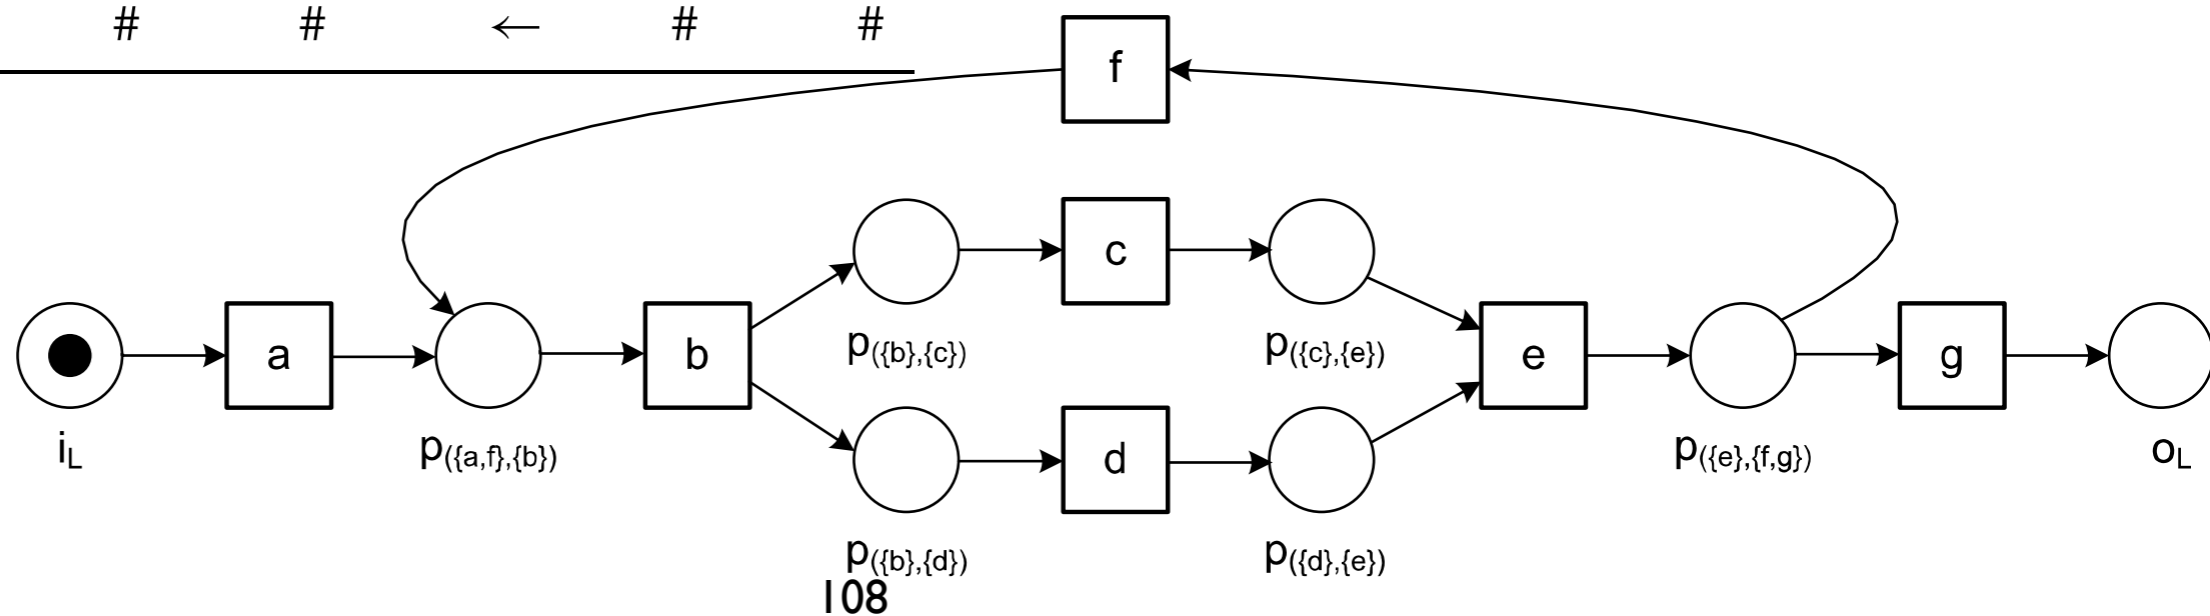 # # ← # #
f
c
p({b},{c})
p({c},{e})
a
b
e
g
iL
p({a,f},{b})
d
p({e},{f,g})
oL
p({b},{d})
p({d},{e})
108